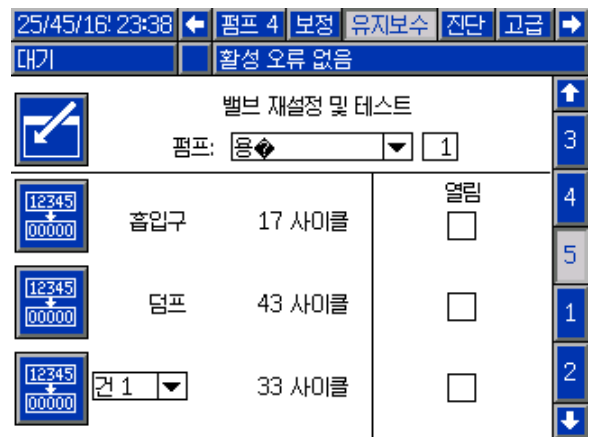 25/45/16 23:38 펌프 4 보정 유지보수 진단 고급
대기 활성 오류 없음
밸브 재설정 및 테스트
펌프: 용� 1
3
열림
4
12345
00000
흡입구 17 사이클
5
12345
00000
덤프 43 사이클
1
12345
00000
건 1 33 사이클
2